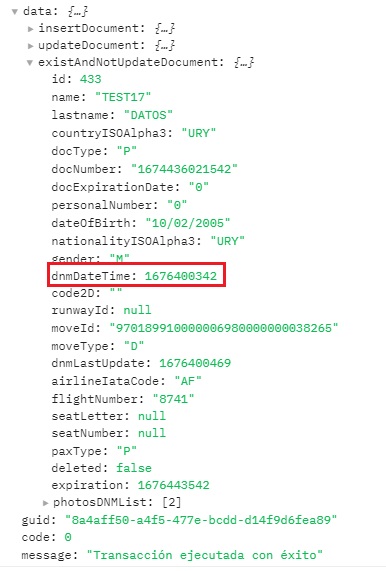 data: {…}
insertDocument: {…}
updateDocument: {…}
existAndNotUpdateDocument: {…}
id: 433
name: "TEST17"
lastname: "DATOS"
countryISOAlpha3: "URY"
docType: "P"
docNumber: "1674436021542"
docExpirationDate: "0"
personalNumber: "0"
dateOfBirth: "10/02/2005"
nationalityISOAlpha3: "URY"
gender: "M"
dnmDateTime: 1676400342
code2D: ""
runwayId: null
moveId: "970189910000006980000000038265"
moveType: "D"
dnmLastUpdate: 1676400469
airlineIataCode: "AF"
flightNumber: "8741"
seatLetter: null
seatNumber: null
paxType: "P"
deleted: false
expiration: 1676443542
photosDNMList: [2]
guid: "8a4aff50-a4f5-477e-bcdd-d14f9d6fea89"
code: 0
message: "Transacción ejecutada con éxito"